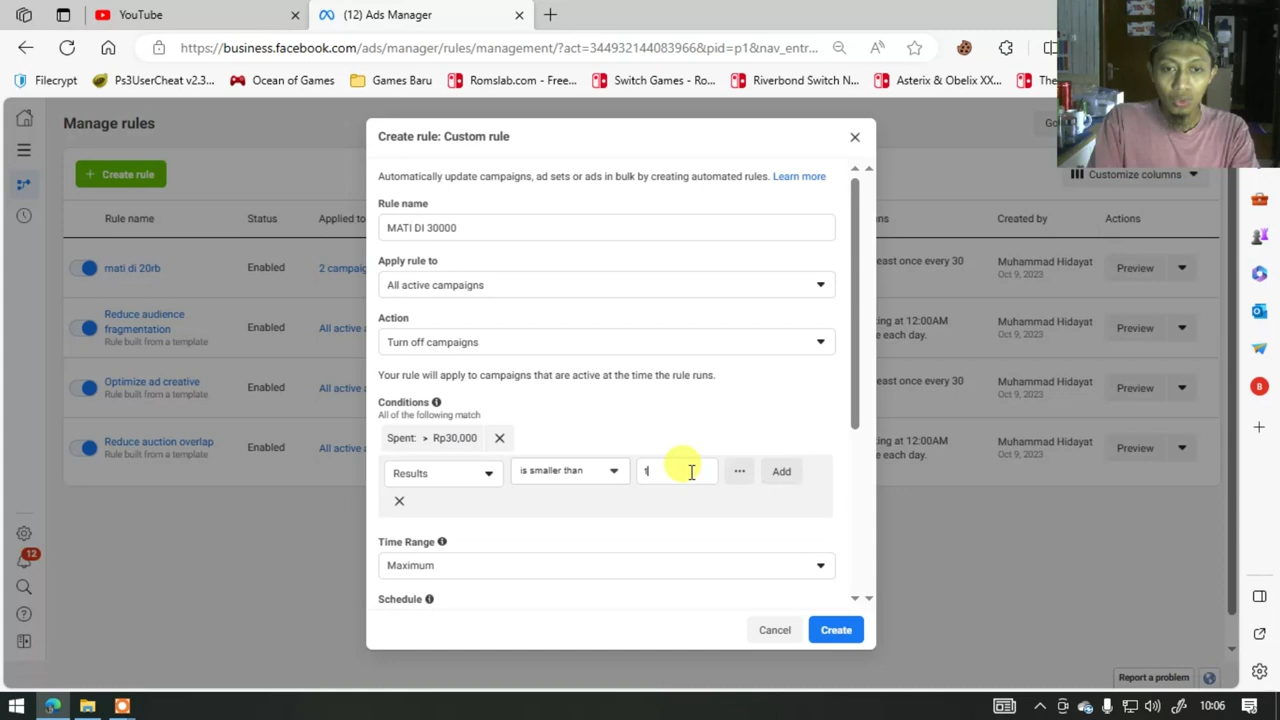 YouTube
(12) Ads Manager
https://business.facebook.com/ads/manager/rules/management/?act=344932144083966&pid=p1&nav_entr...
Filecrypt
Ps3UserCheat v2.3...
Ocean of Games
Games Baru
Romslab.com - Free...
Switch Games - Ro...
Riverbond Switch N...
Asterix & Obelix XX...
The
Manage rules
Create rule
Customize columns
Rule name
Status
Applied to
Created by
Actions
mati di 20rb
Enabled
2 campaig
east once every 30
Muhammad Hidayat
Oct 9, 2023
Preview
Reduce audience
fragmentation
Rule built from a template
Enabled
All active a
king at 12:00AM
e each day.
Muhammad Hidayat
Oct 9, 2023
Preview
Optimize ad creative
Rule built from a template
Enabled
All active a
east once every 30
Muhammad Hidayat
Oct 9, 2023
Preview
Reduce auction overlap
Rule built from a template
Enabled
All active a
king at 12:00AM
e each day.
Muhammad Hidayat
Oct 9, 2023
Preview
Create rule: Custom rule
Automatically update campaigns, ad sets or ads in bulk by creating automated rules. Learn more
Rule name
MATI DI 30000
Apply rule to
All active campaigns
Action
Turn off campaigns
Your rule will apply to campaigns that are active at the time the rule runs.
Conditions
All of the following match
Spent: > Rp30,000
Results
is smaller than
1
Add
Time Range
Maximum
Schedule
Cancel
Create
12
B
Report a problem
10:06